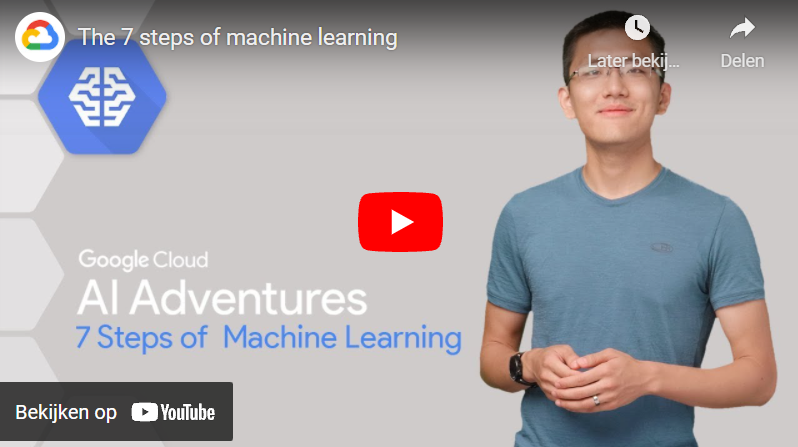 The 7 steps of machine learning
Later bekij...
Delen
Google Cloud
AI Adventures
7 Steps of Machine Learning
Bekijken op YouTube